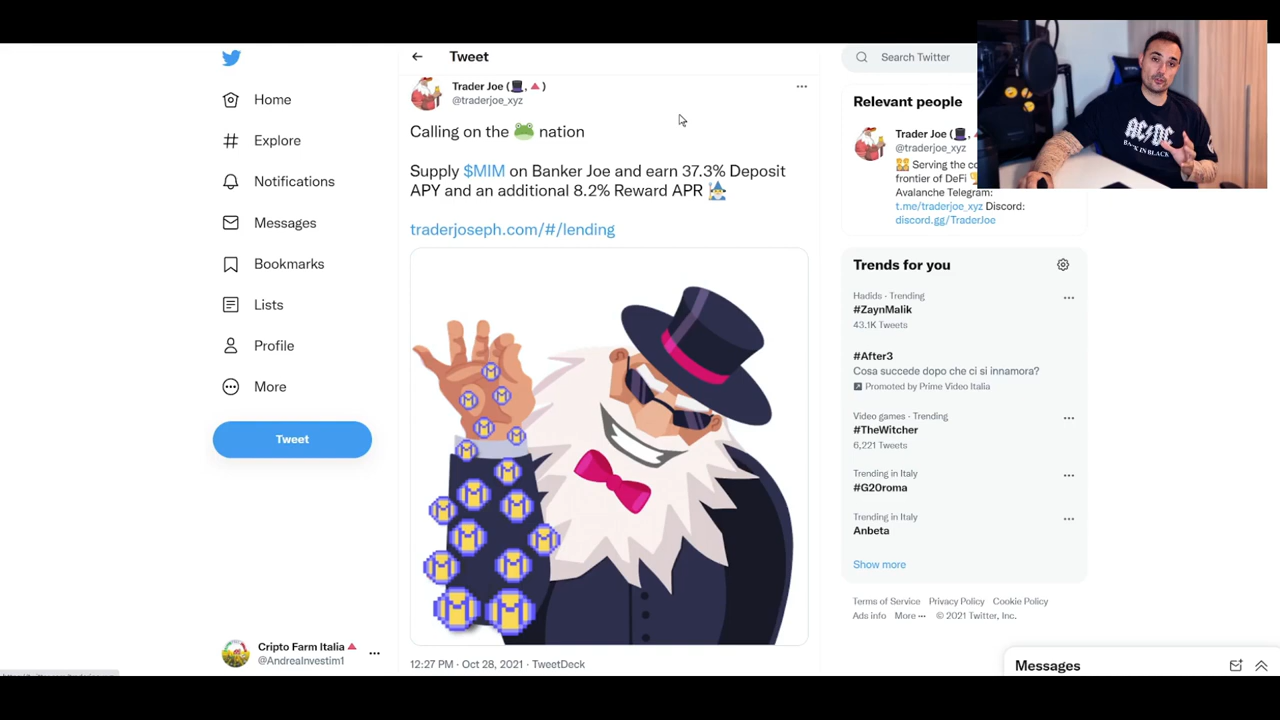 Tweet
Search Twitter
Home
Explore
Notifications
Messages
Bookmarks
Lists
Profile
More
Tweet
Cripto Farm Italia
@AndreaInvestim1
Trader Joe (🎩, 🔺)
@traderjoe_xyz
Calling on the 🐸 nation
Supply $MIM on Banker Joe and earn 37.3% Deposit
APY and an additional 8.2% Reward APR 🧙‍♂️
traderjoseph.com/#/lending
12:27 PM · Oct 28, 2021 · TweetDeck
Relevant people
Trader Joe (🎩,
@traderjoe_xyz
Serving the co
frontier of DeFi
Avalanche Telegram:
t.me/traderjoe_xyz Discord:
discord.gg/TraderJoe
AC/DC
BACK IN BLACK
Trends for you
Hadids · Trending
#ZaynMalik
43.1K Tweets
#After3
Cosa succede dopo che ci si innamora?
Promoted by Prime Video Italia
Video games · Trending
#TheWitcher
6,221 Tweets
Trending in Italy
#G20roma
Trending in Italy
Anbeta
Show more
Terms of Service Privacy Policy Cookie Policy
Ads info More ··· © 2021 Twitter, Inc.
Messages